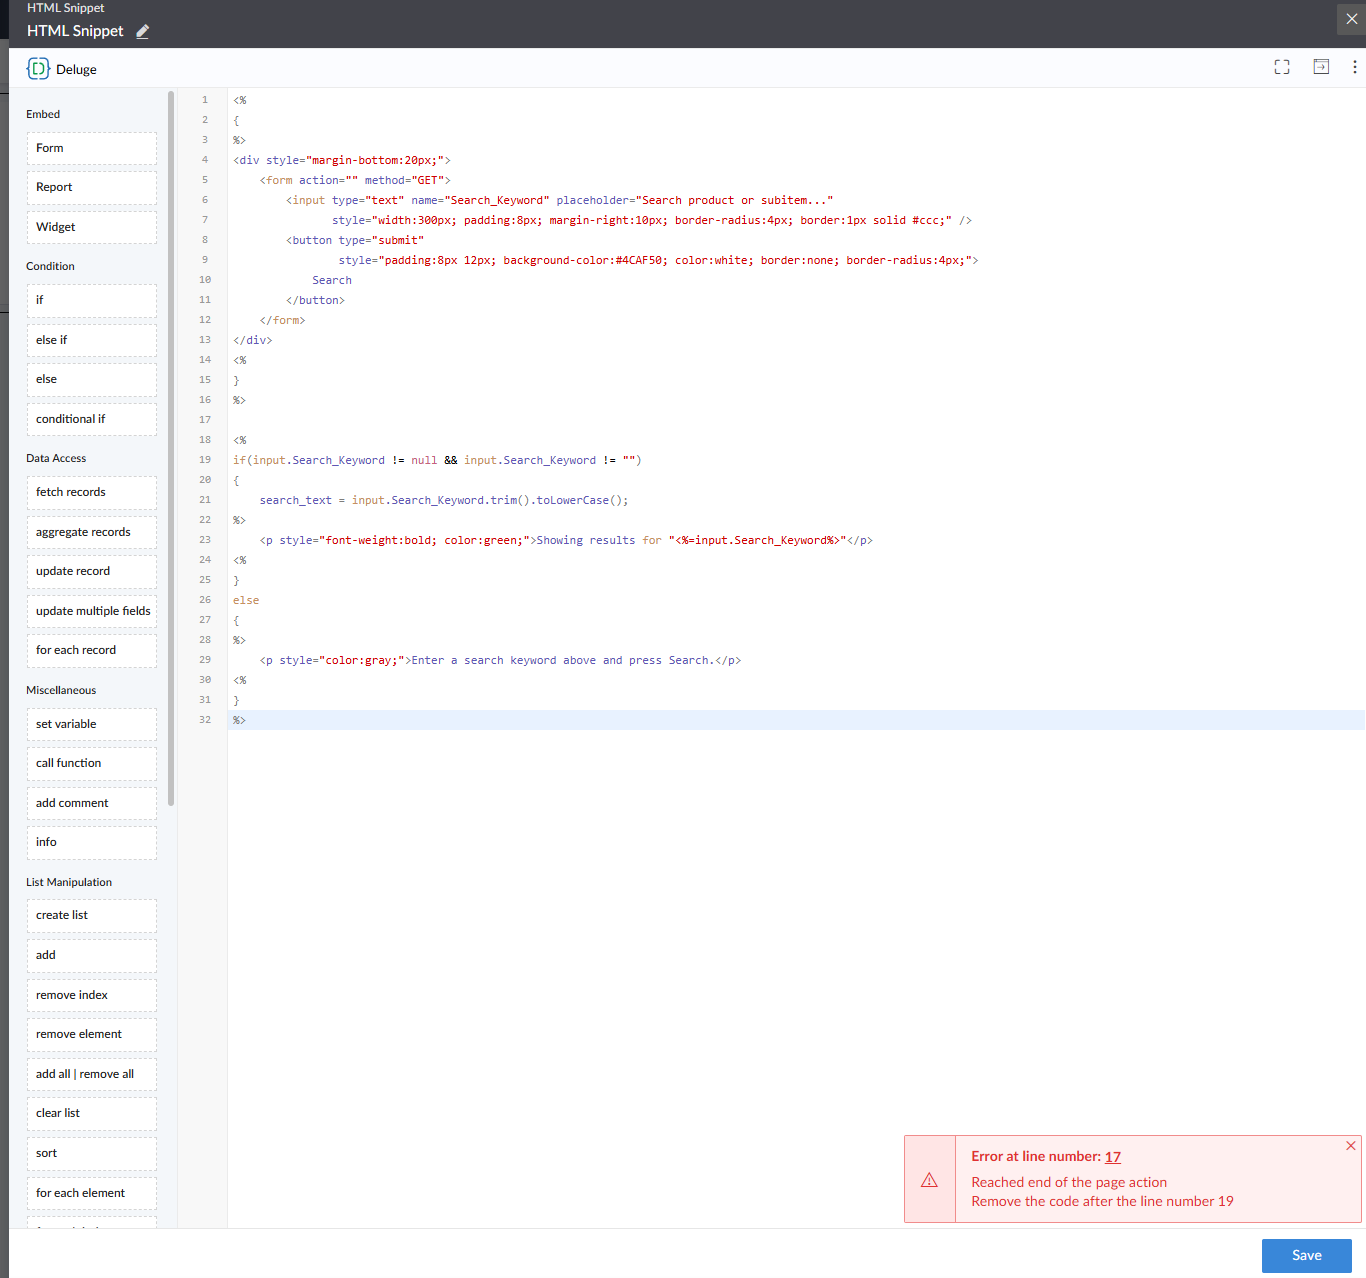 HTML Snippet
HTML Snippet
Deluge
Embed
Form
Report
Widget
Condition
if
else if
else
conditional if
Data Access
fetch records
aggregate records
update record
update multiple fields
for each record
Miscellaneous
set variable
call function
add comment
info
List Manipulation
create list
add
remove index
remove element
add all | remove all
clear list
sort
for each element
1 <%
2 {
3 %>
4 <div style="margin-bottom:20px;">
5     <form action="" method="GET">
6         <input type="text" name="Search_Keyword" placeholder="Search product or subitem..."
7                style="width:300px; padding:8px; margin-right:10px; border-radius:4px; border:1px solid #ccc;" />
8         <button type="submit"
9                 style="padding:8px 12px; background-color:#4CAF50; color:white; border:none; border-radius:4px;">
10             Search
11         </button>
12     </form>
13 </div>
14 <%
15 }
16 %>
17
18 <%
19 if(input.Search_Keyword != null && input.Search_Keyword != "")
20 {
21     search_text = input.Search_Keyword.trim().toLowerCase();
22 %>
23     <p style="font-weight:bold; color:green;">Showing results for "<%=input.Search_Keyword%>"</p>
24 <%
25 }
26 else
27 {
28 %>
29     <p style="color:gray;">Enter a search keyword above and press Search.</p>
30 <%
31 }
32 %>
Error at line number: 17
Reached end of the page action
Remove the code after the line number 19
Save